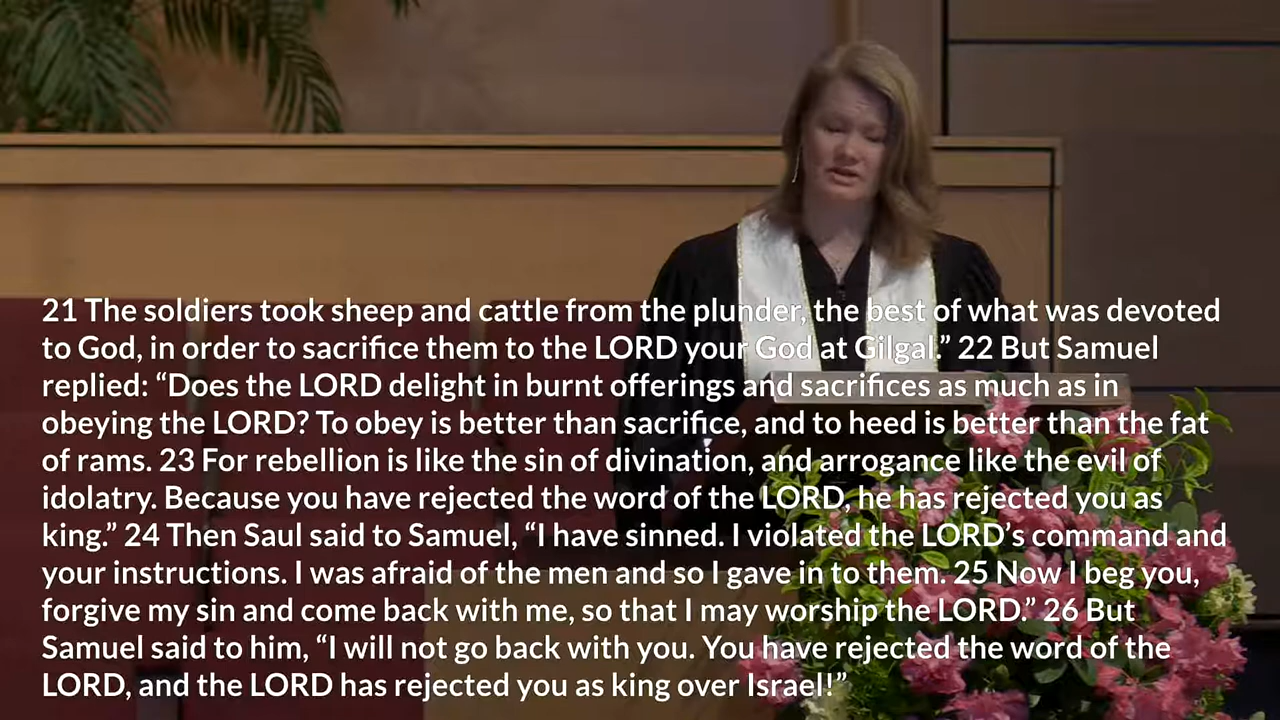 21 The soldiers took sheep and cattle from the plunder, the best of what was devoted
to God, in order to sacrifice them to the LORD your God at Gilgal.” 22 But Samuel
replied: “Does the LORD delight in burnt offerings and sacrifices as much as in
obeying the LORD? To obey is better than sacrifice, and to heed is better than the fat
of rams. 23 For rebellion is like the sin of divination, and arrogance like the evil of
idolatry. Because you have rejected the word of the LORD, he has rejected you as
king.” 24 Then Saul said to Samuel, “I have sinned. I violated the LORD’s command and
your instructions. I was afraid of the men and so I gave in to them. 25 Now I beg you,
forgive my sin and come back with me, so that I may worship the LORD.” 26 But
Samuel said to him, “I will not go back with you. You have rejected the word of the
LORD, and the LORD has rejected you as king over Israel!”